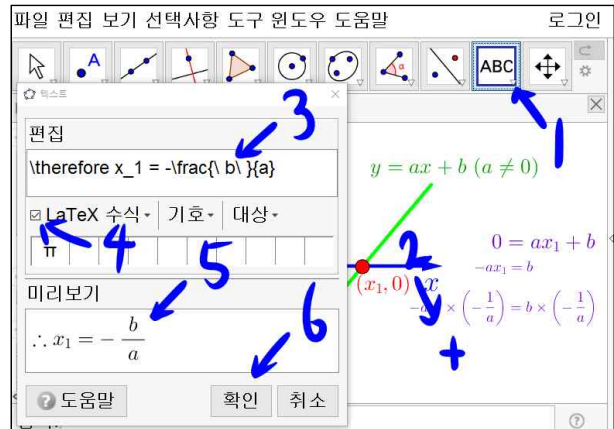 파일 편집 보기 선택사항 도구 윈도우 도움말 로그인
ABC
텍스트
1
편집
3
\therefore x_1 = -\frac{\ b\ }{a}
y = ax + b (a ≠ 0)
LaTeX 수식 기호 대상
4
π
5
2
0 = ax₁ + b
-ax₁ = b
(x₁, 0) x
× (-1/a) = b × (-1/a)
미리보기
∴ x₁ = - b/a
6
+
도움말 확인 취소